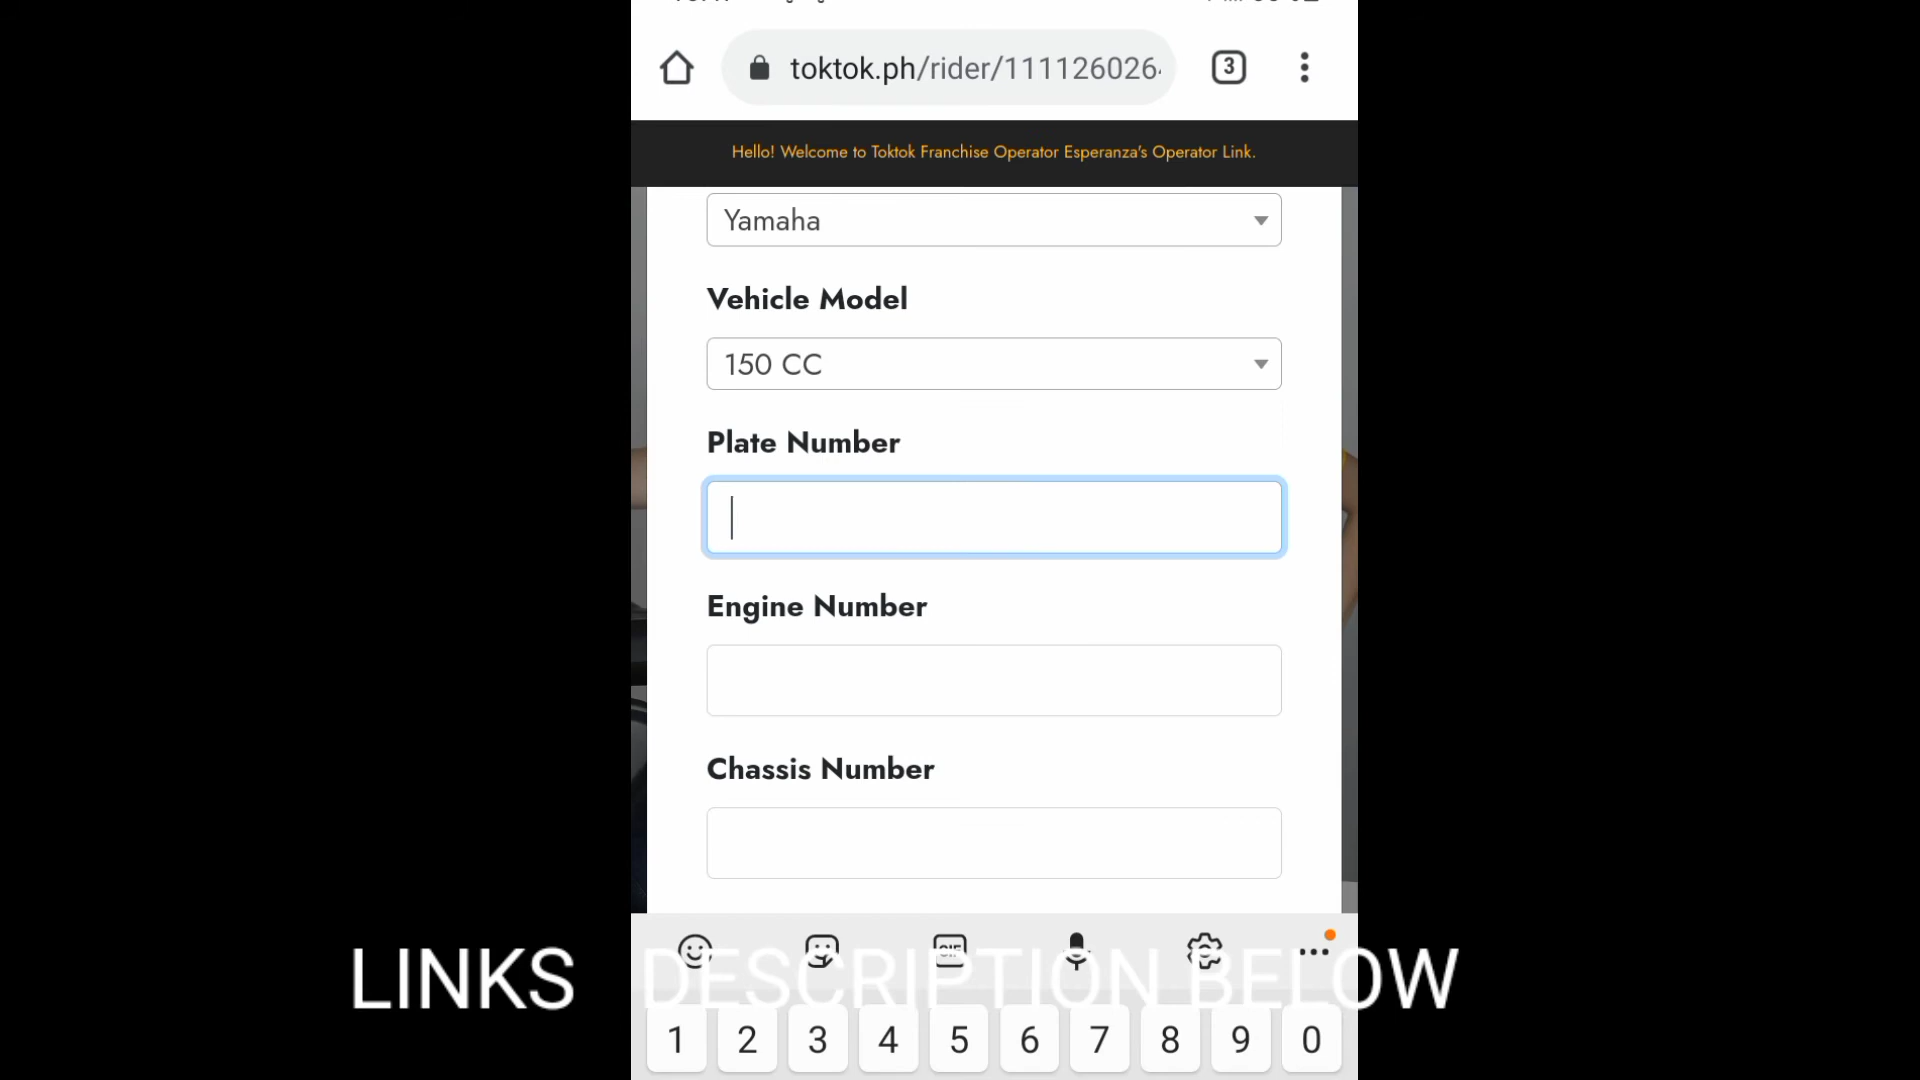 toktok.ph/rider/111126026
3
Hello! Welcome to Toktok Franchise Operator Esperanza's Operator Link.
Yamaha
Vehicle Model
150 CC
Plate Number
Engine Number
Chassis Number
GIF
LINKS DESCRIPTION BELOW
1 2 3 4 5 6 7 8 9 0